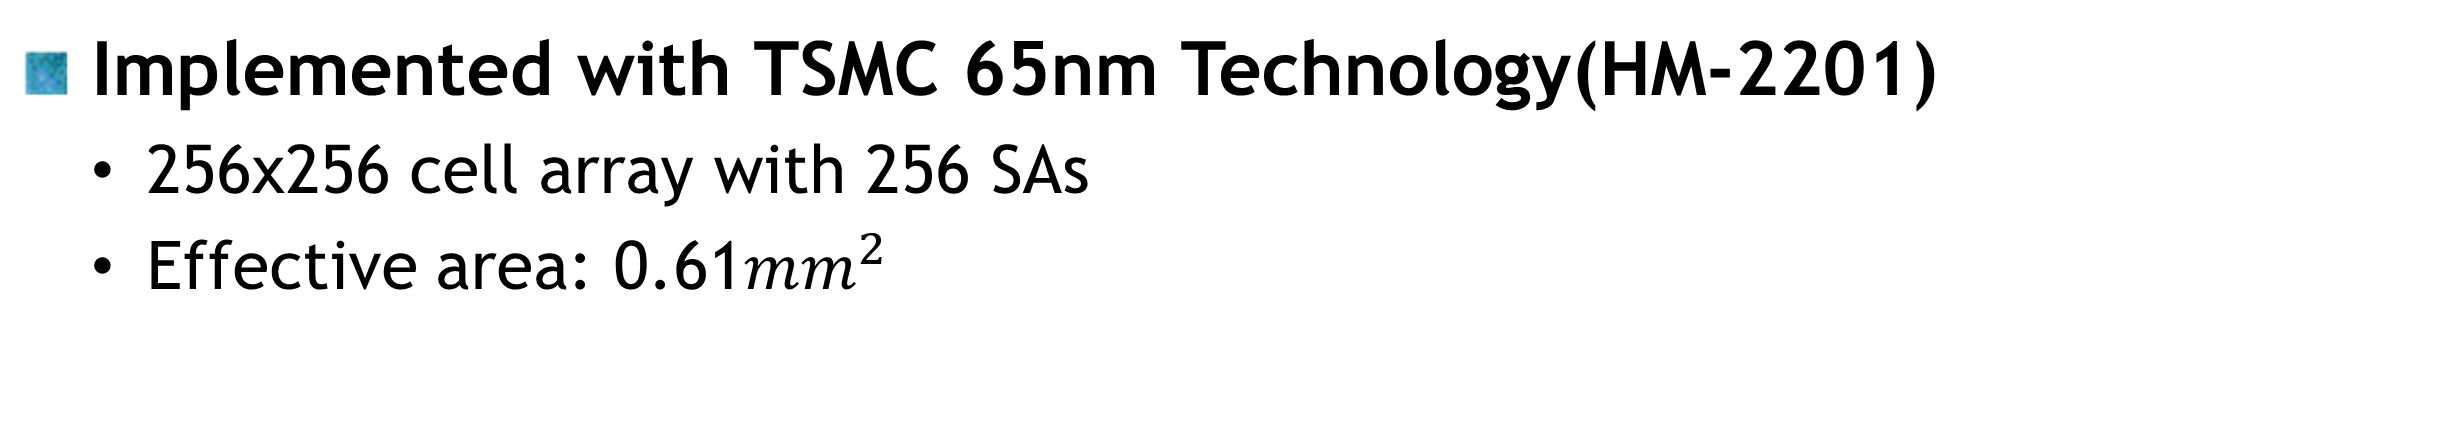 Implemented with TSMC 65nm Technology(HM-2201)
• 256x256 cell array with 256 SAs
• Effective area: 0.61𝑚𝑚²